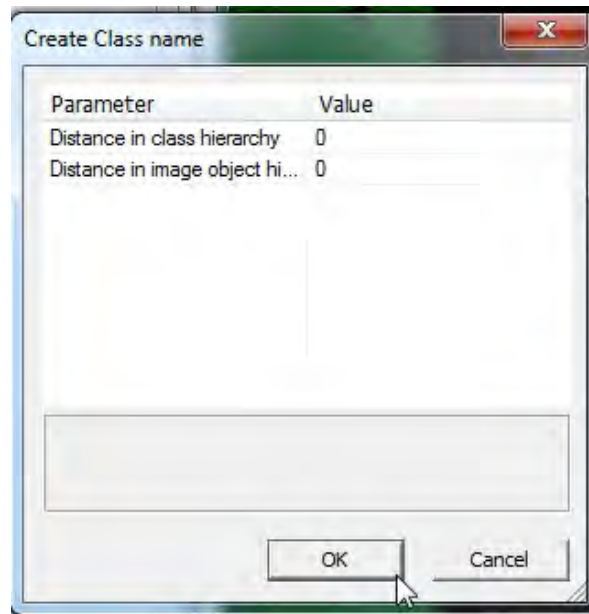 Create Class name
Parameter Value
Distance in class hierarchy 0
Distance in image object hi... 0
OK Cancel